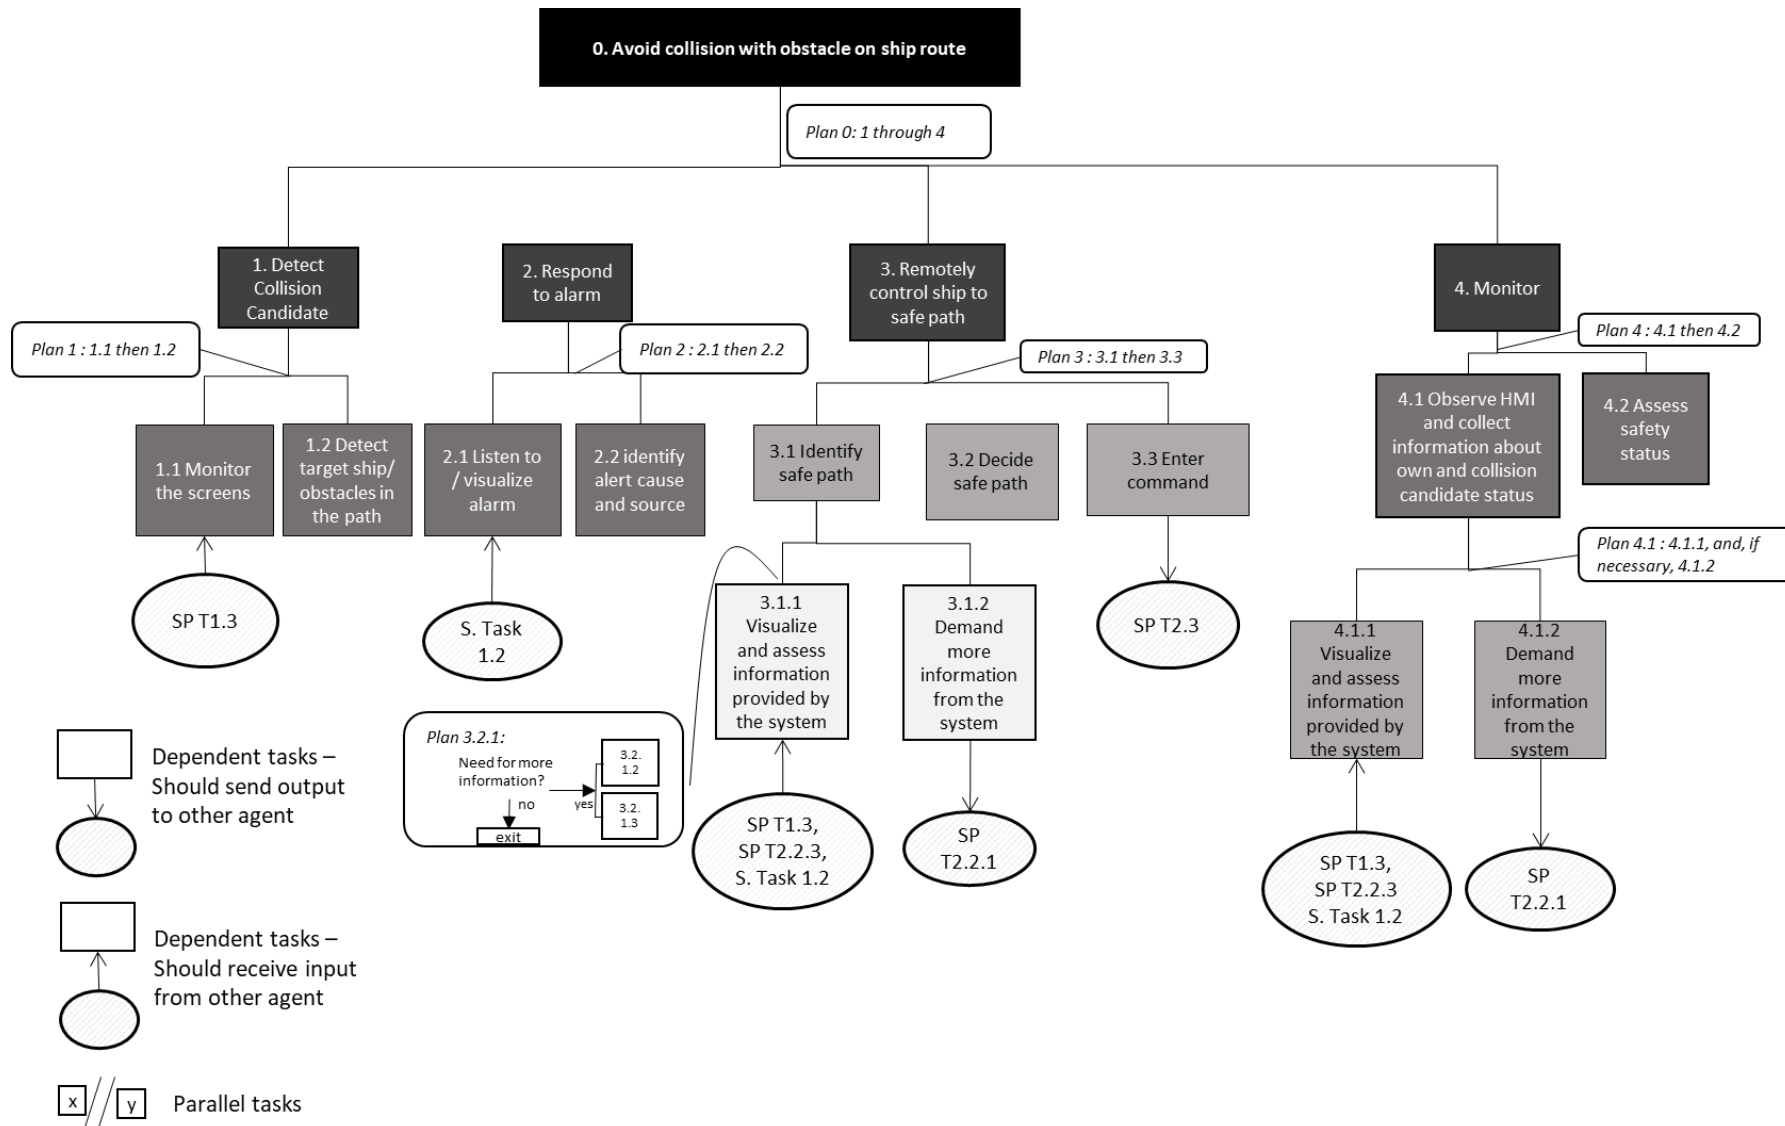 0. Avoid collision with obstacle on ship route
Plan 0: 1 through 4
1. Detect
Collision
Candidate
2. Respond
to alarm
3. Remotely
control ship to
safe path
4. Monitor
Plan 1 : 1.1 then 1.2
Plan 2 : 2.1 then 2.2
Plan 3 : 3.1 then 3.3
Plan 4 : 4.1 then 4.2
1.1 Monitor
the screens
1.2 Detect
target ship/
obstacles in
the path
2.1 Listen to
/ visualize
alarm
2.2 identify
alert cause
and source
3.1 Identify
safe path
3.2 Decide
safe path
3.3 Enter
command
4.1 Observe HMI
and collect
information about
own and collision
candidate status
4.2 Assess
safety
status
Plan 4.1 : 4.1.1, and, if
necessary, 4.1.2
SP T1.3
S. Task
1.2
3.1.1
Visualize
and assess
information
provided by
the system
3.1.2
Demand
more
information
from the
system
SP T2.3
4.1.1
Visualize
and assess
information
provided by
the system
4.1.2
Demand
more
information
from the
system
Plan 3.2.1:
Need for more
information?
no
yes
exit
3.2.
1.2
3.2.
1.3
SP T1.3,
SP T2.2.3,
S. Task 1.2
SP
T2.2.1
SP T1.3,
SP T2.2.3
S. Task 1.2
SP
T2.2.1
Dependent tasks –
Should send output
to other agent
Dependent tasks –
Should receive input
from other agent
x // y Parallel tasks